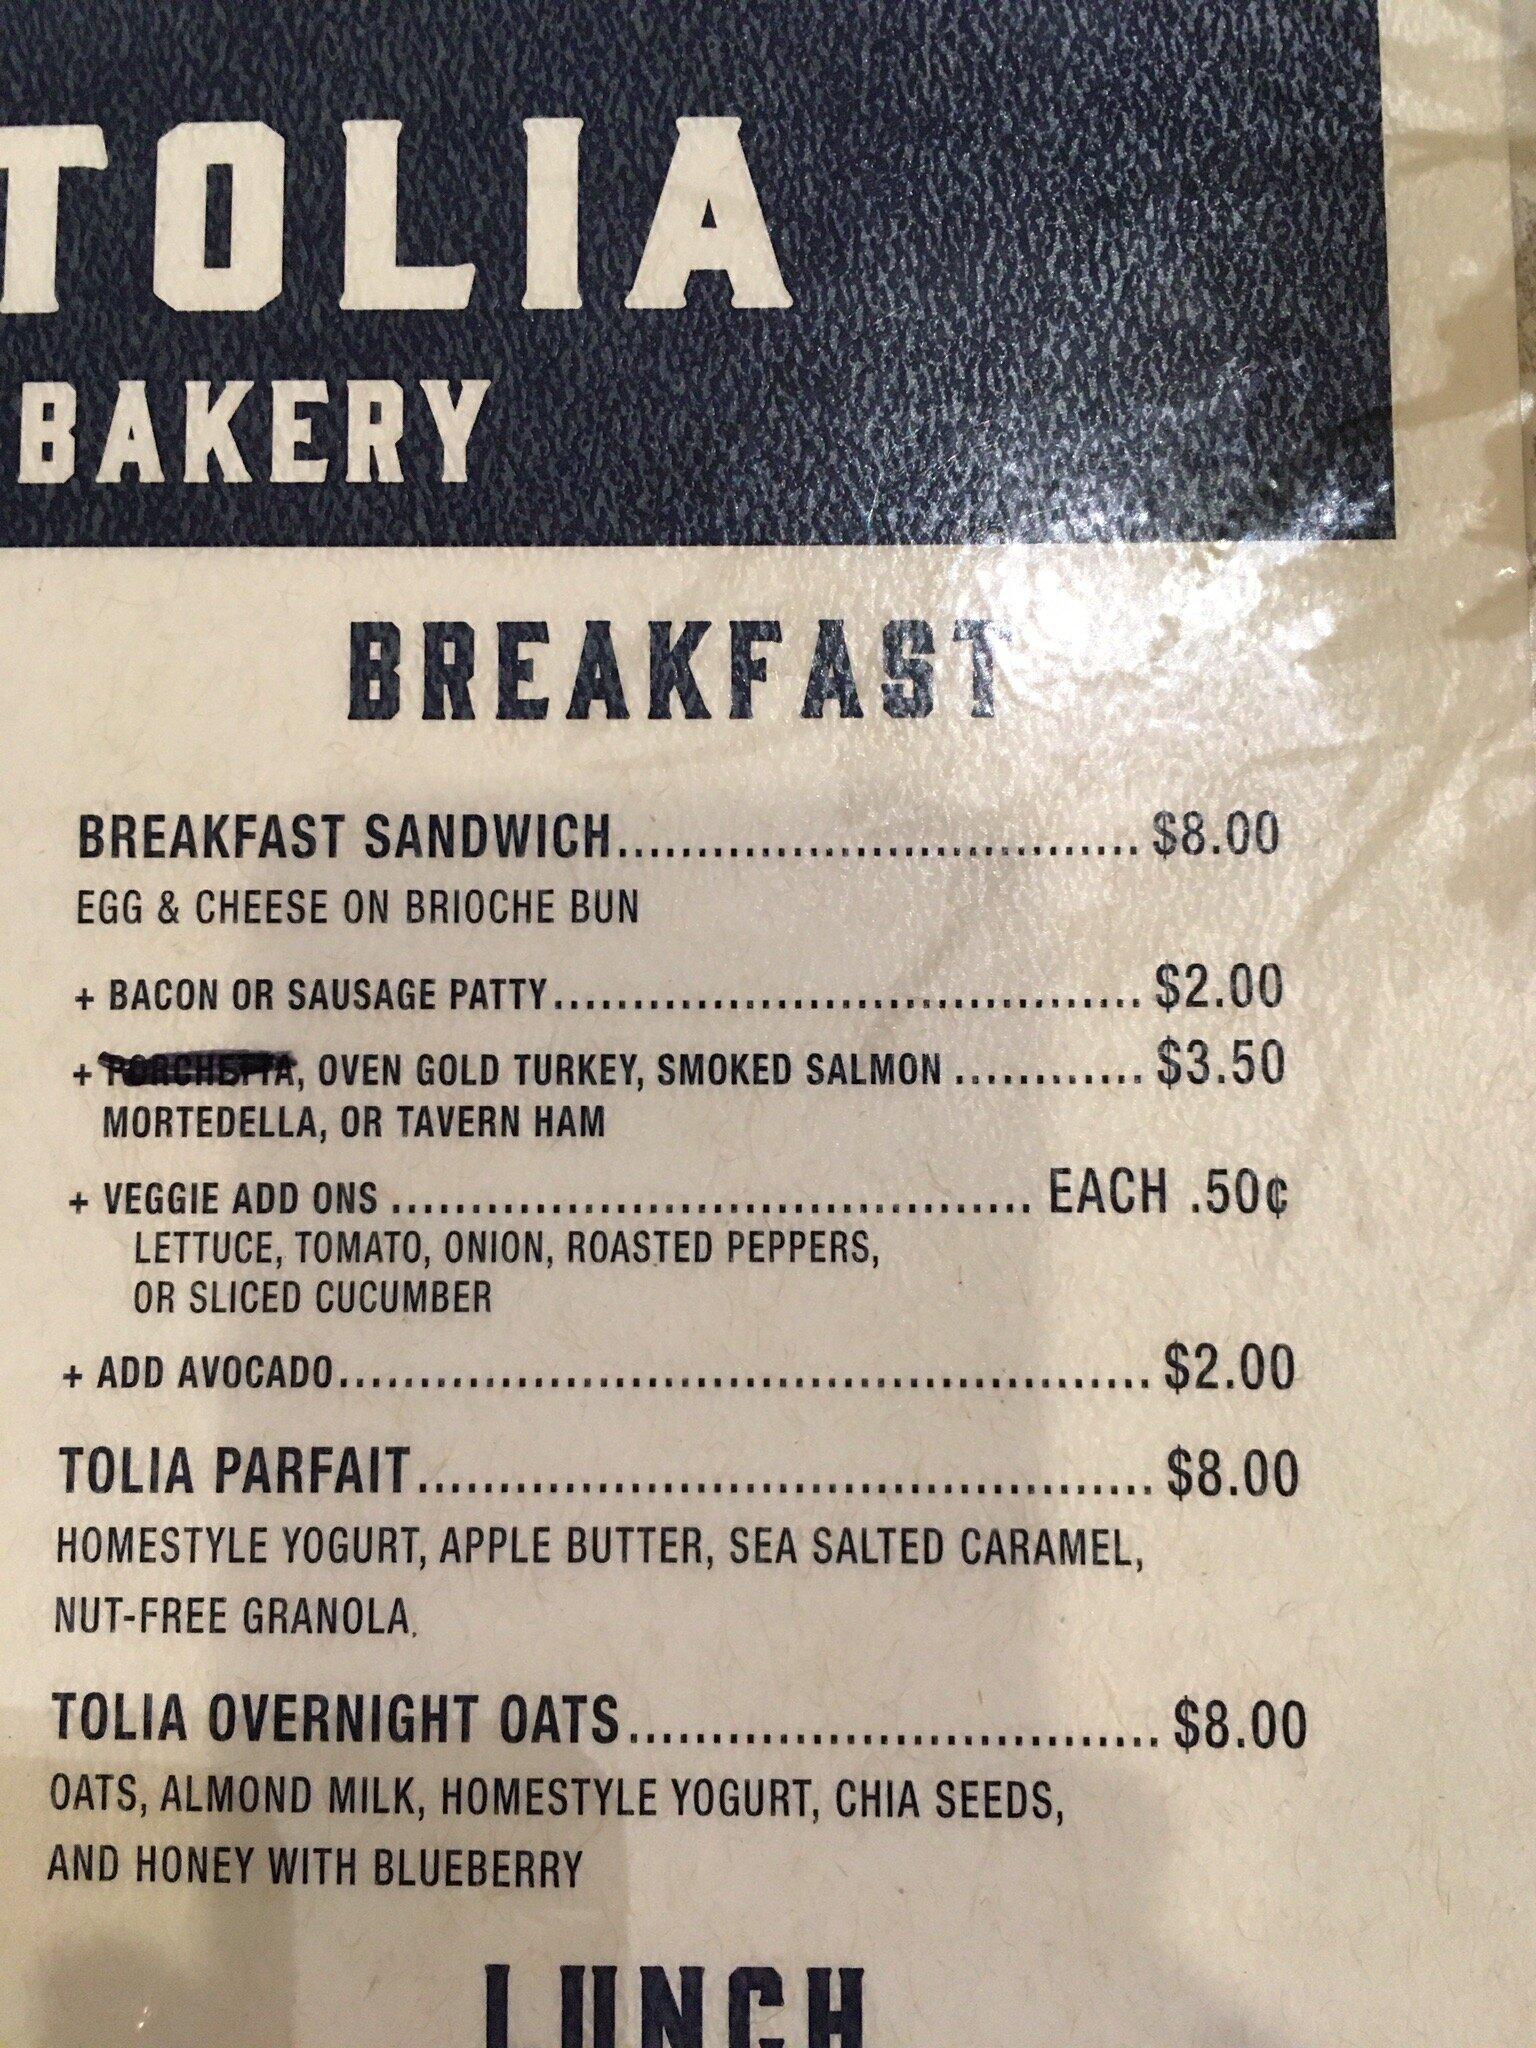 TOLIA
BAKERY
BREAKFAST
BREAKFAST SANDWICH.................................$8.00
EGG & CHEESE ON BRIOCHE BUN
+ BACON OR SAUSAGE PATTY.....................................$2.00
+ PORCHETTA, OVEN GOLD TURKEY, SMOKED SALMON ............$3.50
MORTEDELLA, OR TAVERN HAM
+ VEGGIE ADD ONS ........................................ EACH .50¢
LETTUCE, TOMATO, ONION, ROASTED PEPPERS,
OR SLICED CUCUMBER
+ ADD AVOCADO...................................................$2.00
TOLIA PARFAIT..............................................$8.00
HOMESTYLE YOGURT, APPLE BUTTER, SEA SALTED CARAMEL,
NUT-FREE GRANOLA.
TOLIA OVERNIGHT OATS.................................$8.00
OATS, ALMOND MILK, HOMESTYLE YOGURT, CHIA SEEDS,
AND HONEY WITH BLUEBERRY
LUNCH